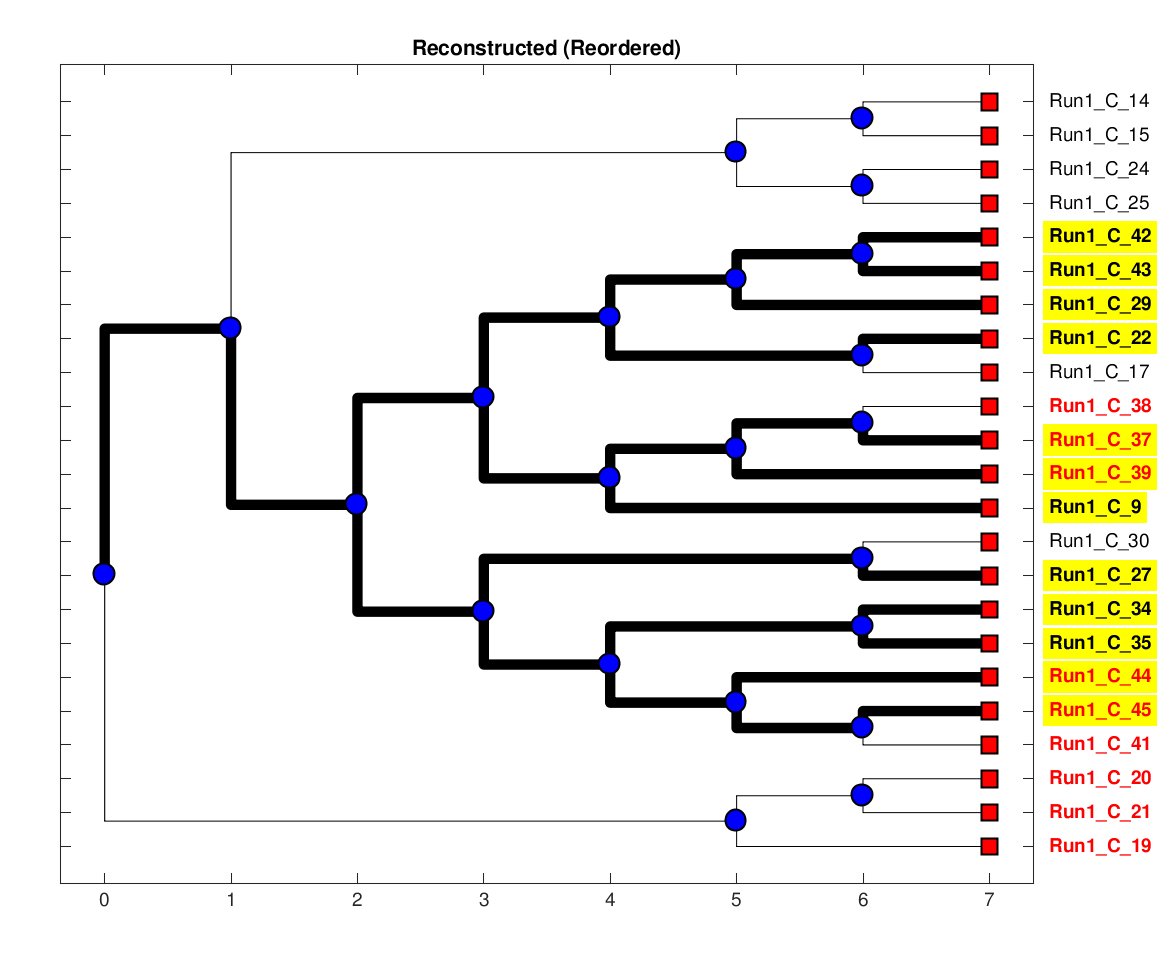 Reconstructed (Reordered)
Run1_C_14
Run1_C_15
Run1_C_24
Run1_C_25
Run1_C_42
Run1_C_43
Run1_C_29
Run1_C_22
Run1_C_17
Run1_C_38
Run1_C_37
Run1_C_39
Run1_C_9
Run1_C_30
Run1_C_27
Run1_C_34
Run1_C_35
Run1_C_44
Run1_C_45
Run1_C_41
Run1_C_20
Run1_C_21
Run1_C_19
0 1 2 3 4 5 6 7